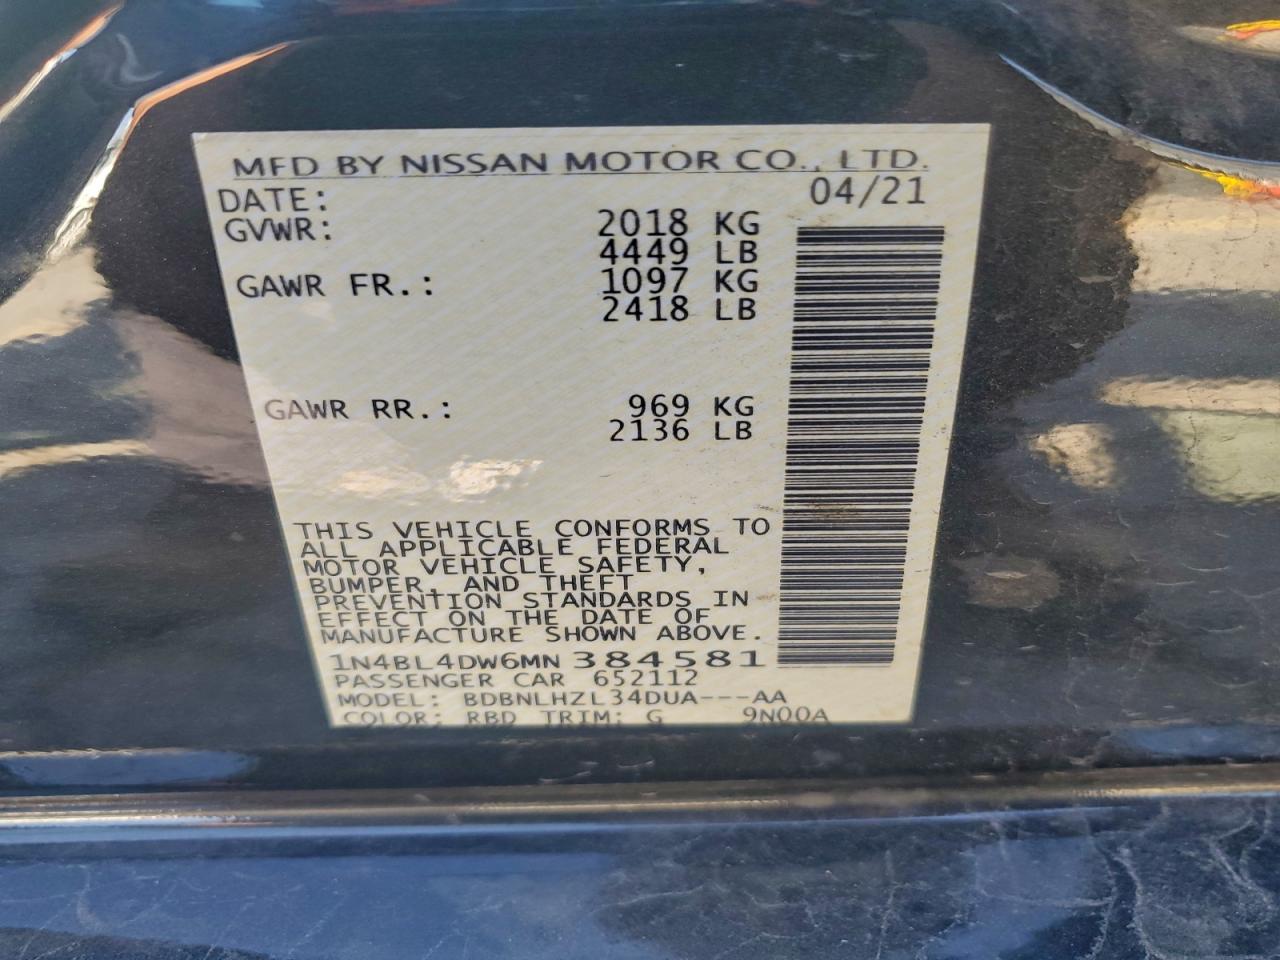 MFD BY NISSAN MOTOR CO., LTD.
DATE: 04/21
GVWR: 2018 KG
4449 LB
GAWR FR.: 1097 KG
2418 LB
GAWR RR.: 969 KG
2136 LB
THIS VEHICLE CONFORMS TO
ALL APPLICABLE FEDERAL
MOTOR VEHICLE SAFETY,
BUMPER, AND THEFT
PREVENTION STANDARDS IN
EFFECT ON THE DATE OF
MANUFACTURE SHOWN ABOVE.
1N4BL4DW6MN 384581
PASSENGER CAR 652112
MODEL: BDBNLHZL34DUA---AA
COLOR: RBD TRIM: G 9N00A